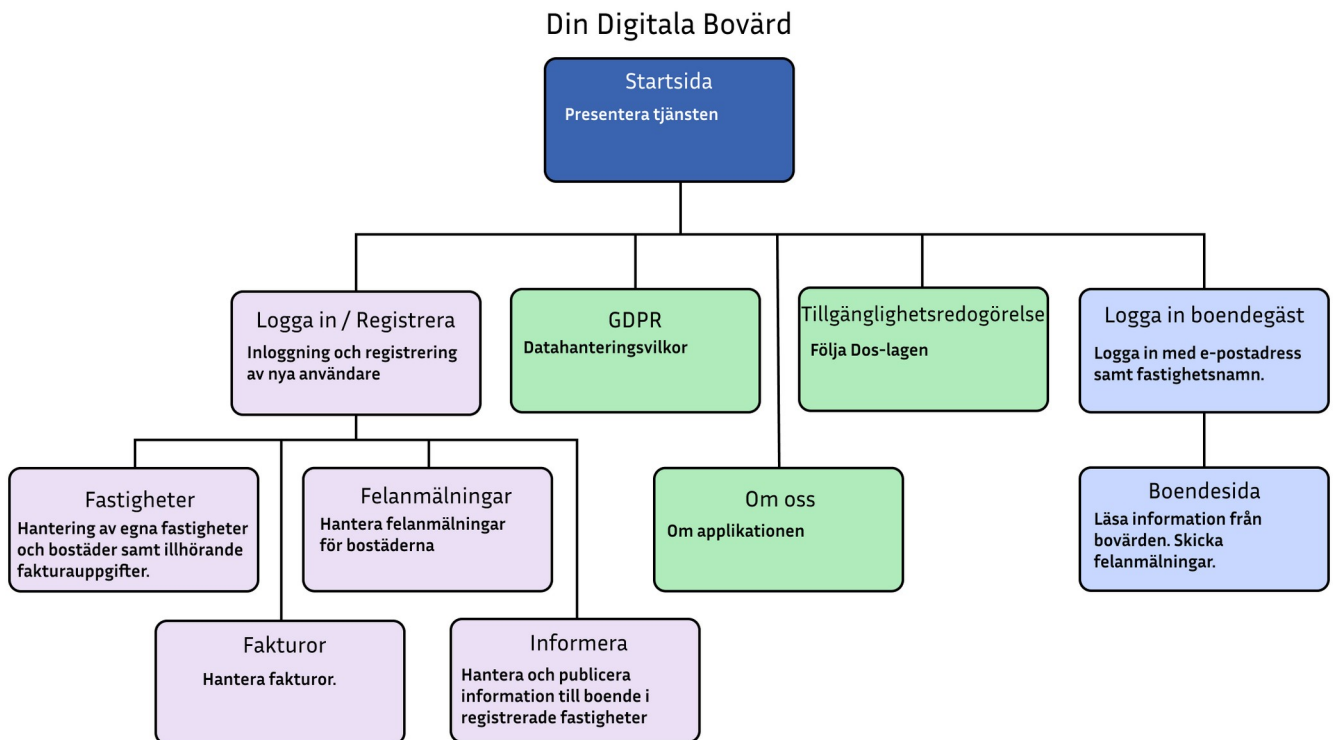 Din Digitala Bovärd
Startsida
Presentera tjänsten
Logga in / Registrera
Inloggning och registrering
av nya användare
GDPR
Datahanteringsvilkor
Tillgänglighetsredogörelse
Följa Dos-lagen
Logga in boendegäst
Logga in med e-postadress
samt fastighetsnamn.
Fastigheter
Hantering av egna fastigheter
och bostäder samt illhörande
fakturauppgifter.
Felanmälningar
Hantera felanmälningar
för bostäderna
Om oss
Om applikationen
Boendesida
Läsa information från
bovärden. Skicka
felanmälningar.
Fakturor
Hantera fakturor.
Informera
Hantera och publicera
information till boende i
registrerade fastigheter